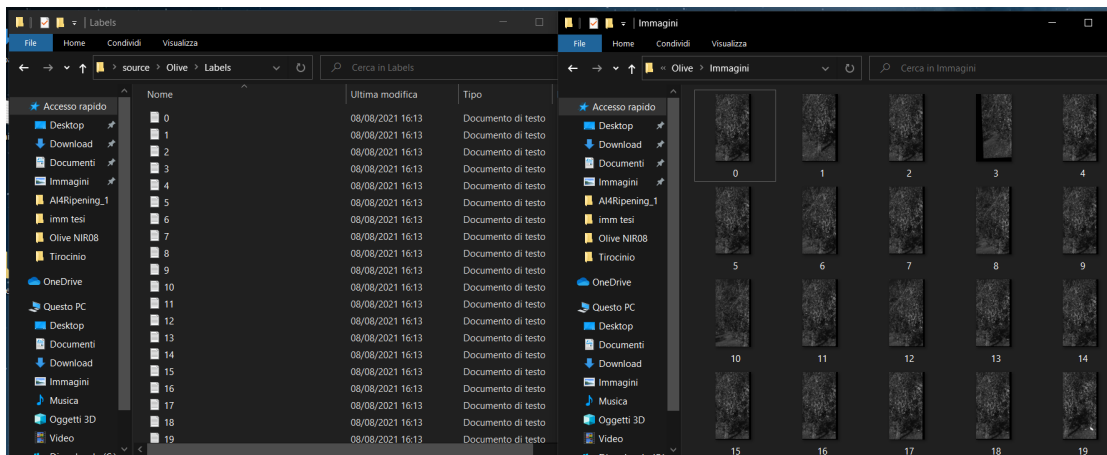 Labels
File Home Condividi Visualizza
source > Olive > Labels
Cerca in Labels
Accesso rapido
Desktop
Download
Documenti
Immagini
AI4Ripening_1
imm tesi
Olive NIR08
Tirocinio
OneDrive
Questo PC
Desktop
Documenti
Download
Immagini
Musica
Oggetti 3D
Video
Nome Ultima modifica Tipo
0 08/08/2021 16:13 Documento di testo
1 08/08/2021 16:13 Documento di testo
2 08/08/2021 16:13 Documento di testo
3 08/08/2021 16:13 Documento di testo
4 08/08/2021 16:13 Documento di testo
5 08/08/2021 16:13 Documento di testo
6 08/08/2021 16:13 Documento di testo
7 08/08/2021 16:13 Documento di testo
8 08/08/2021 16:13 Documento di testo
9 08/08/2021 16:13 Documento di testo
10 08/08/2021 16:13 Documento di testo
11 08/08/2021 16:13 Documento di testo
12 08/08/2021 16:13 Documento di testo
13 08/08/2021 16:13 Documento di testo
14 08/08/2021 16:13 Documento di testo
15 08/08/2021 16:13 Documento di testo
16 08/08/2021 16:13 Documento di testo
17 08/08/2021 16:13 Documento di testo
18 08/08/2021 16:13 Documento di testo
19 08/08/2021 16:13 Documento di testo
Immagini
File Home Condividi Visualizza
« Olive > Immagini
Cerca in Immagini
Accesso rapido
Desktop
Download
Documenti
Immagini
AI4Ripening_1
imm tesi
Olive NIR08
Tirocinio
OneDrive
Questo PC
Desktop
Documenti
Download
Immagini
Musica
Oggetti 3D
Video
0 1 2 3 4
5 6 7 8 9
10 11 12 13 14
15 16 17 18 19